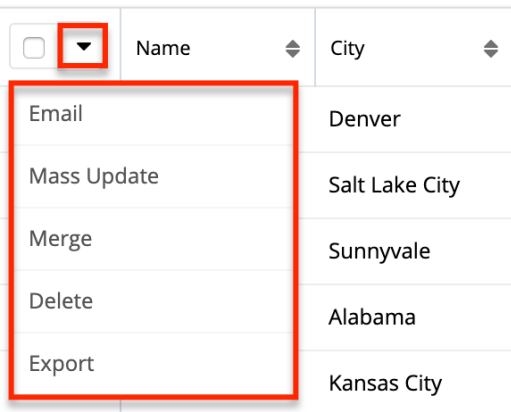 Name City
Email
Denver
Mass Update
Salt Lake City
Merge
Sunnyvale
Delete
Alabama
Export
Kansas City